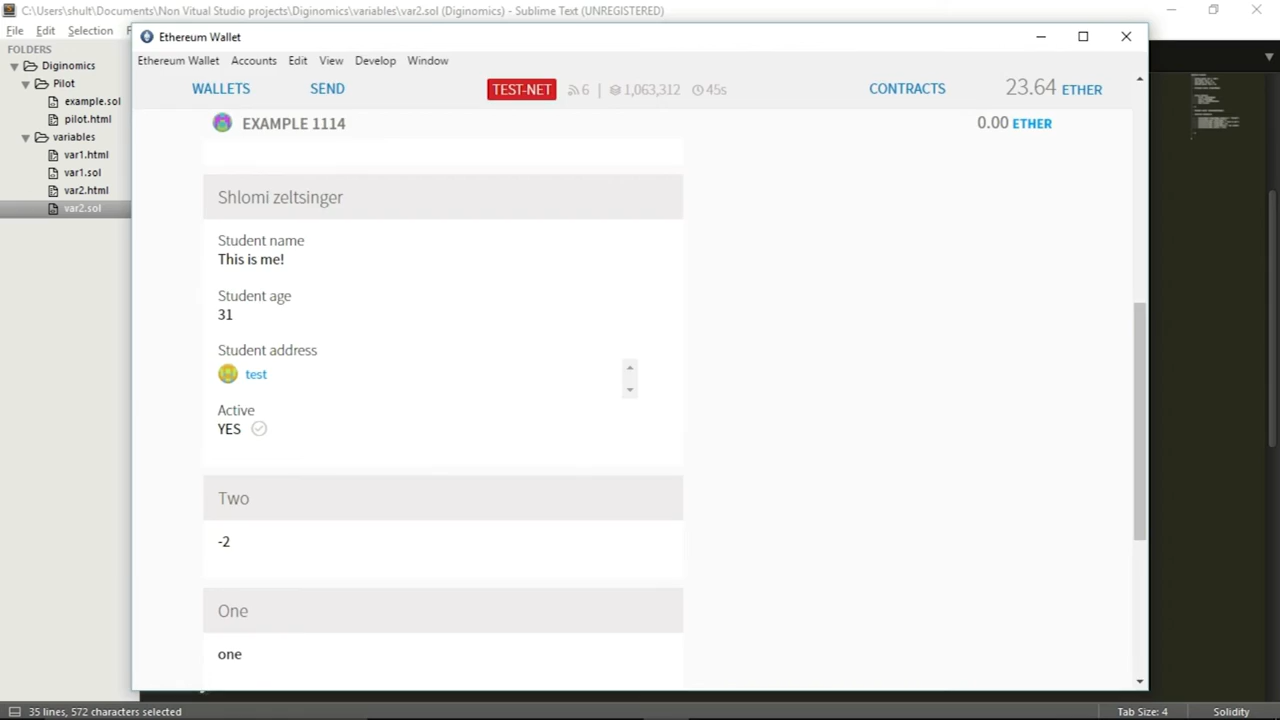 C:\Users\shult\Documents\Non Vitual Studio projects\Diginomics\variables\var2.sol (Diginomics) - Sublime Text (UNREGISTERED)
File Edit Selection F
FOLDERS
Diginomics
Pilot
example.sol
pilot.html
variables
var1.html
var1.sol
var2.html
var2.sol
Ethereum Wallet
Ethereum Wallet Accounts Edit View Develop Window
WALLETS SEND TEST-NET 6 | 1,063,312 45s CONTRACTS 23.64 ETHER
EXAMPLE 1114 0.00 ETHER
Shlomi zeltsinger
Student name
This is me!
Student age
31
Student address
test
Active
YES
Two
-2
One
one
35 lines, 572 characters selected Tab Size: 4 Solidity